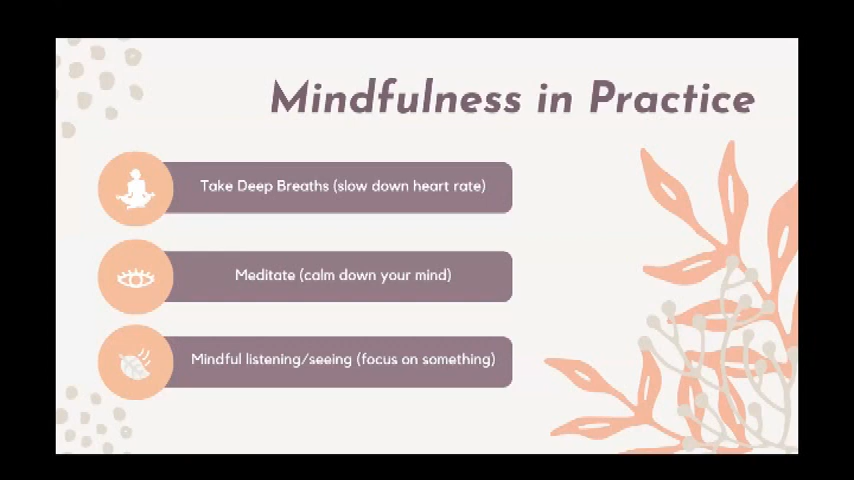 Mindfulness in Practice
Take Deep Breaths (slow down heart rate)
Meditate (calm down your mind)
Mindful listening/seeing (focus on something)